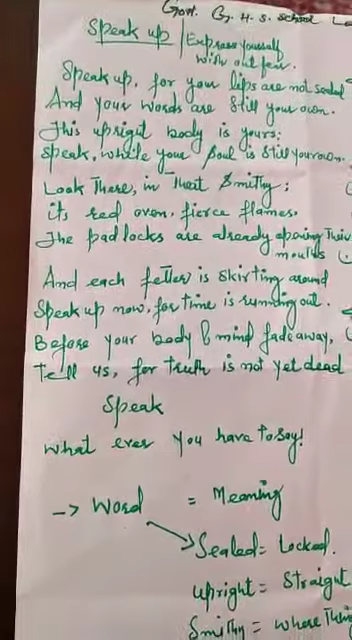 Govt. G. H. S. School
Speak up | Express yourself
with out fear.
Speak up, for your lips are not sealed
And your words are still your own.
This upright body is yours;
Speak, while your Soul is still your own.
Look There, in That Smithy;
its red oven, fierce flames.
The padlocks are already opening Their
mouths
And each fetter is skirting around
Speak up now, for time is running out.
Before your body & mind fade away,
Tell us, for truth is not yet dead
Speak
What ever you have to say!
-> Word = Meaning
Sealed = Locked.
upright = Straight
Smithy = where